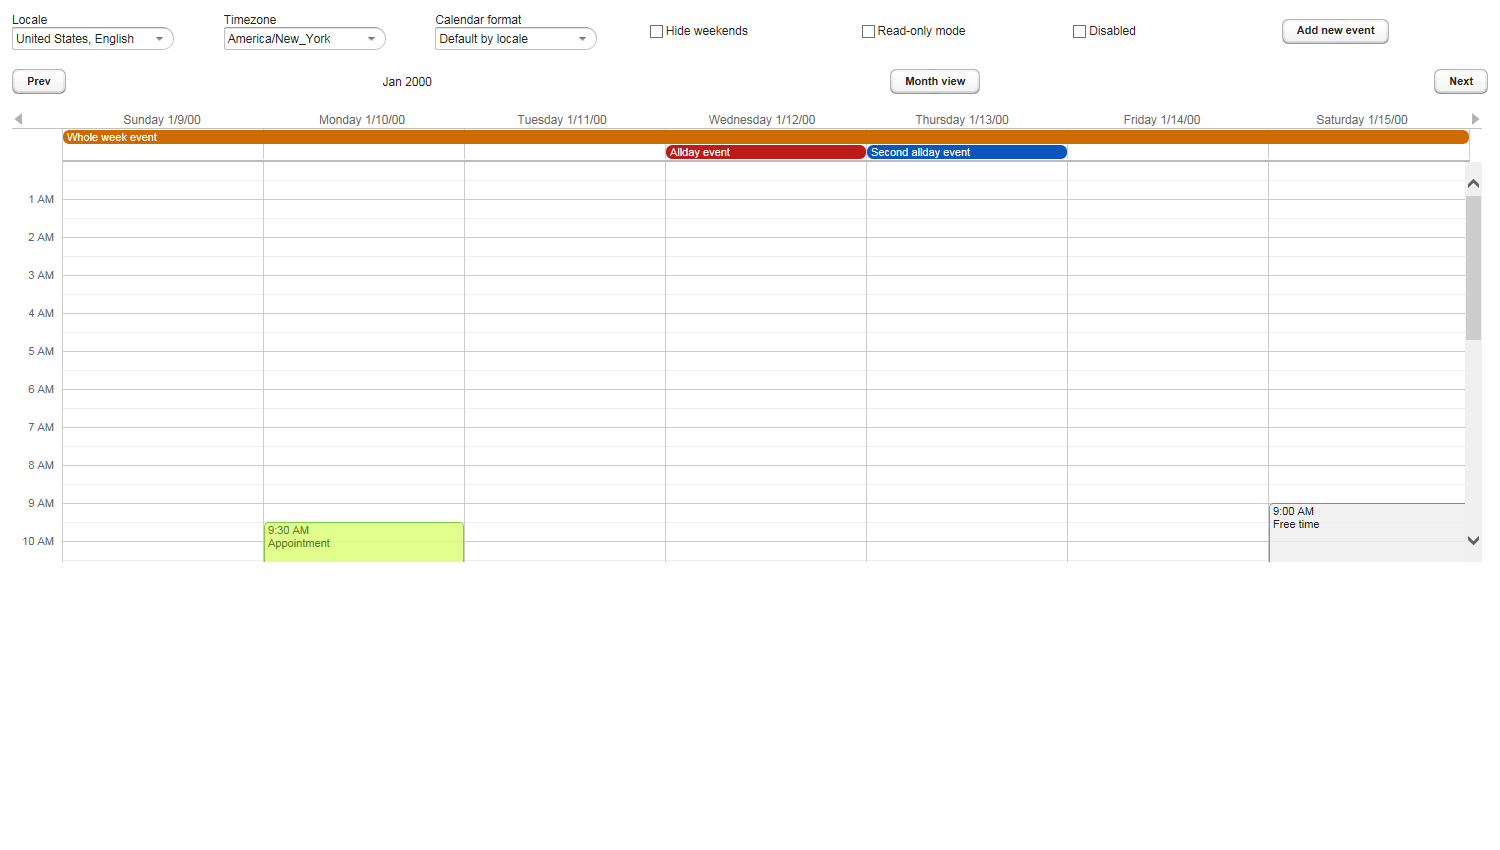 Locale
Timezone
Calendar format
United States, English
America/New_York
Default by locale
Hide weekends
Read-only mode
Disabled
Add new event
Prev
Jan 2000
Month view
Next
Sunday 1/9/00
Monday 1/10/00
Tuesday 1/11/00
Wednesday 1/12/00
Thursday 1/13/00
Friday 1/14/00
Saturday 1/15/00
Whole week event
Allday event
Second allday event
1 AM
2 AM
3 AM
4 AM
5 AM
6 AM
7 AM
8 AM
9 AM
10 AM
9:30 AM
Appointment
9:00 AM
Free time